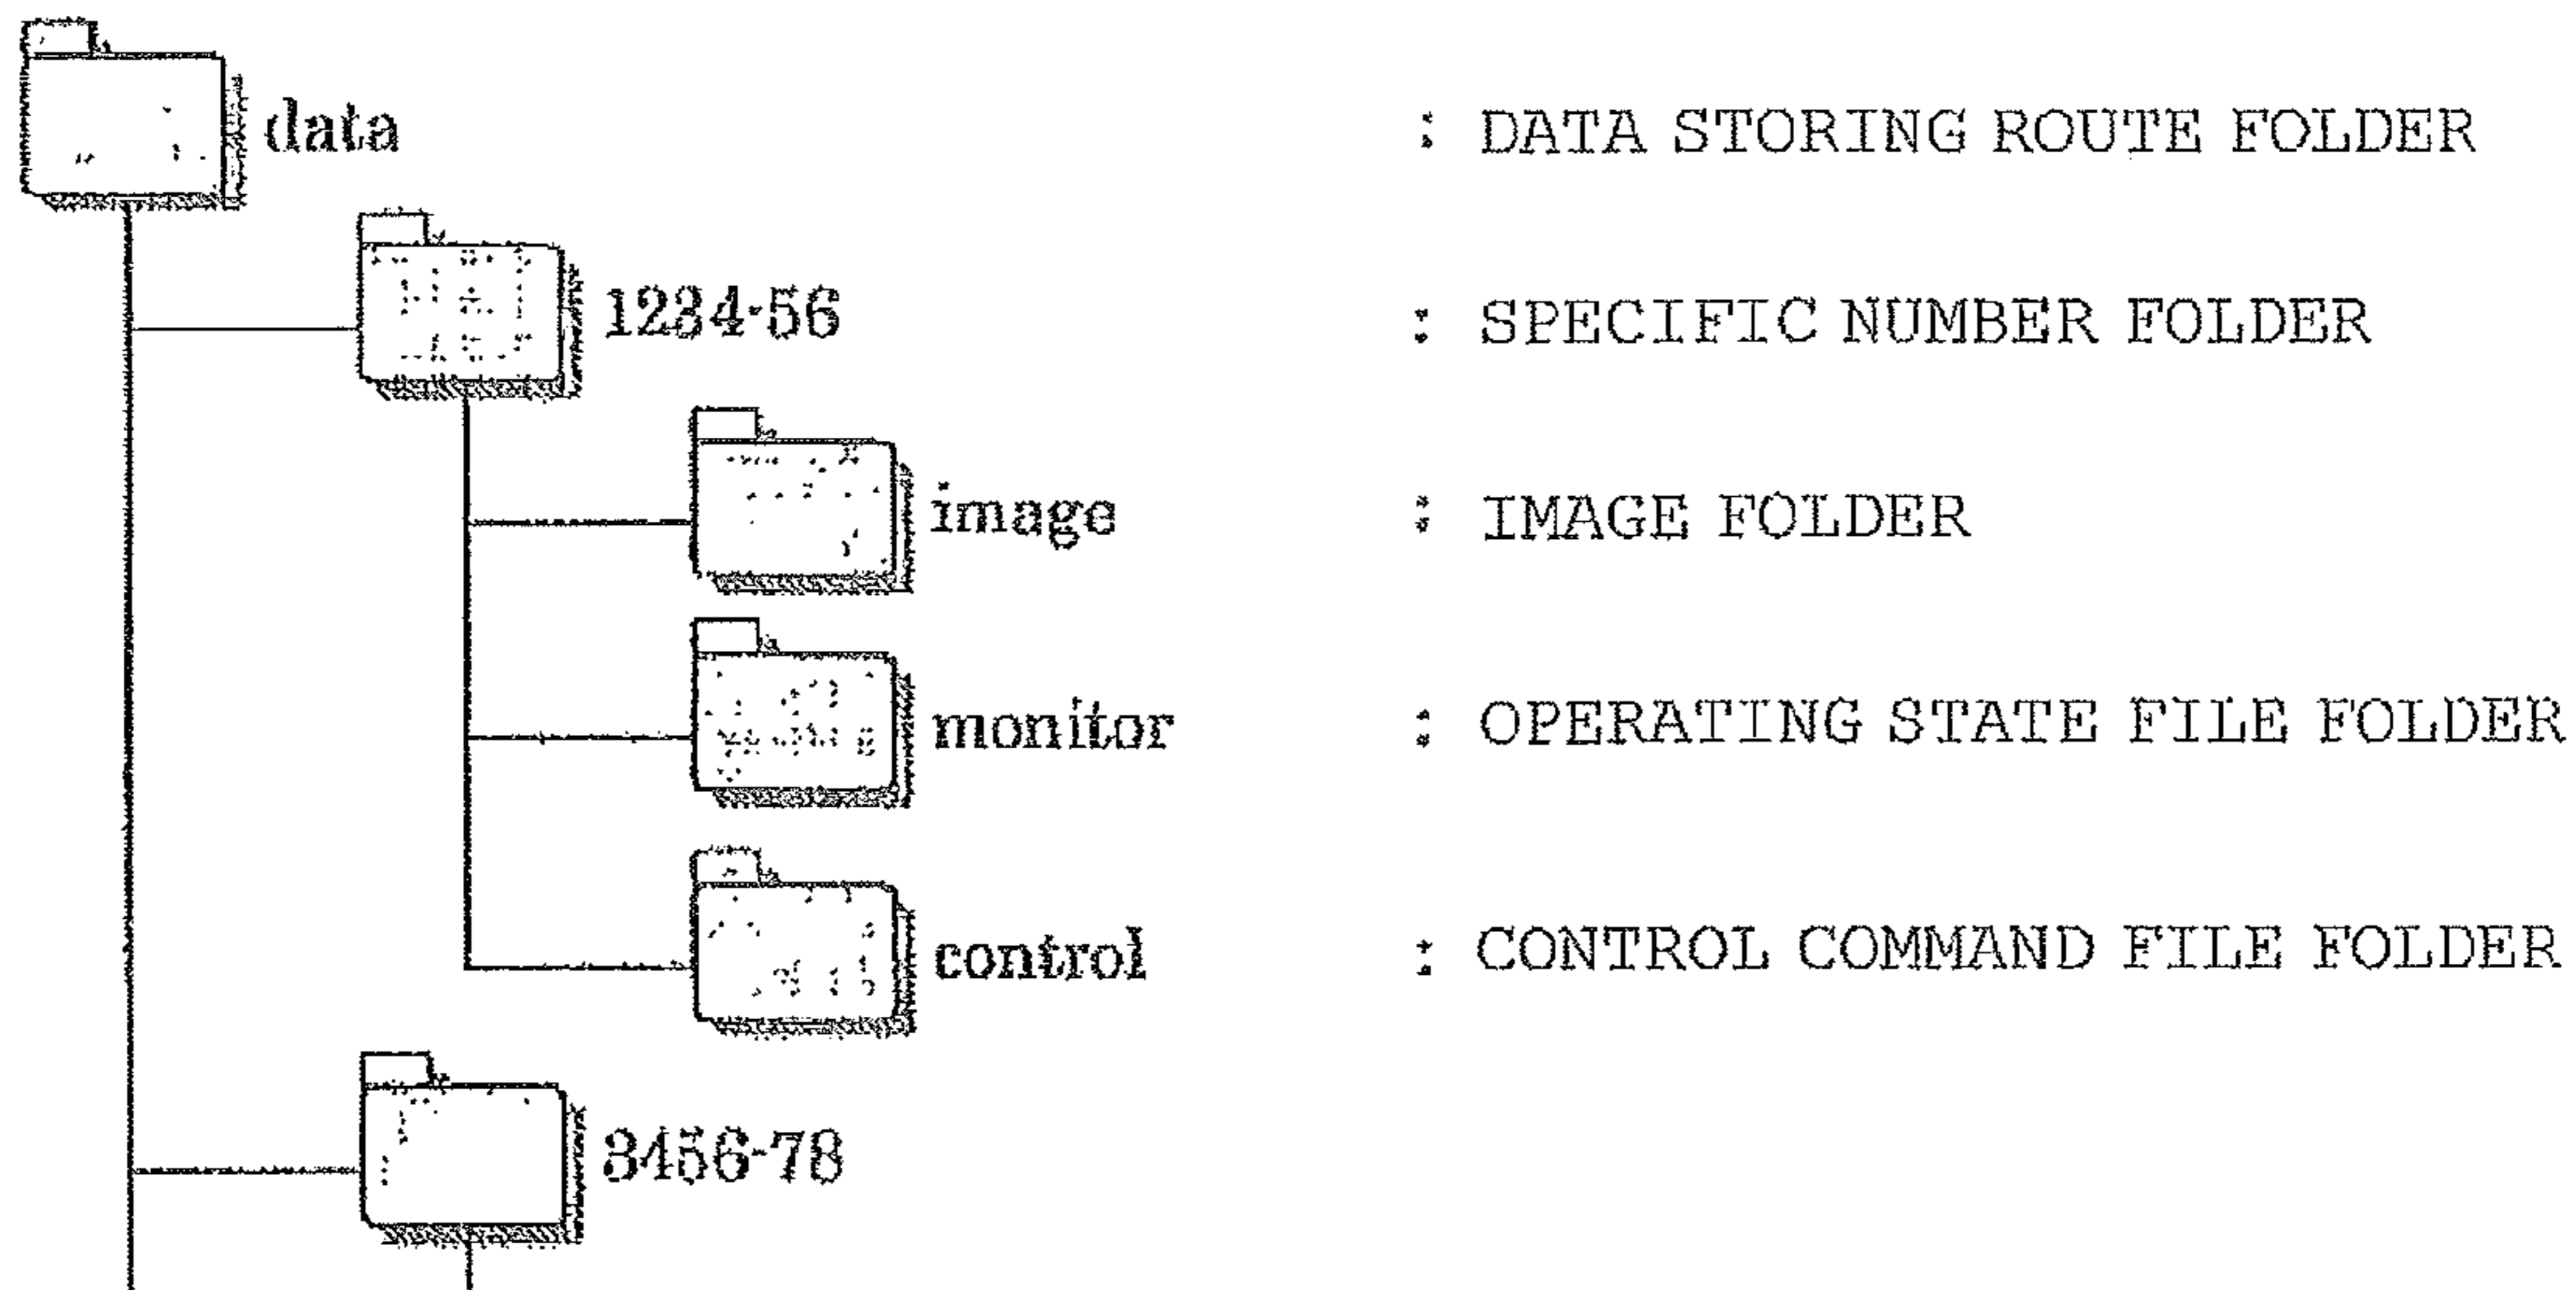 data : DATA STORING ROUTE FOLDER
1234-56 : SPECIFIC NUMBER FOLDER
image : IMAGE FOLDER
monitor : OPERATING STATE FILE FOLDER
control : CONTROL COMMAND FILE FOLDER
3456-78